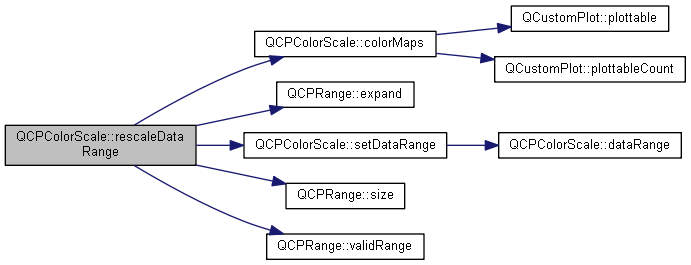 QCPColorScale::rescaleData
Range
QCPColorScale::colorMaps
QCustomPlot::plottable
QCustomPlot::plottableCount
QCPRange::expand
QCPColorScale::setDataRange
QCPColorScale::dataRange
QCPRange::size
QCPRange::validRange